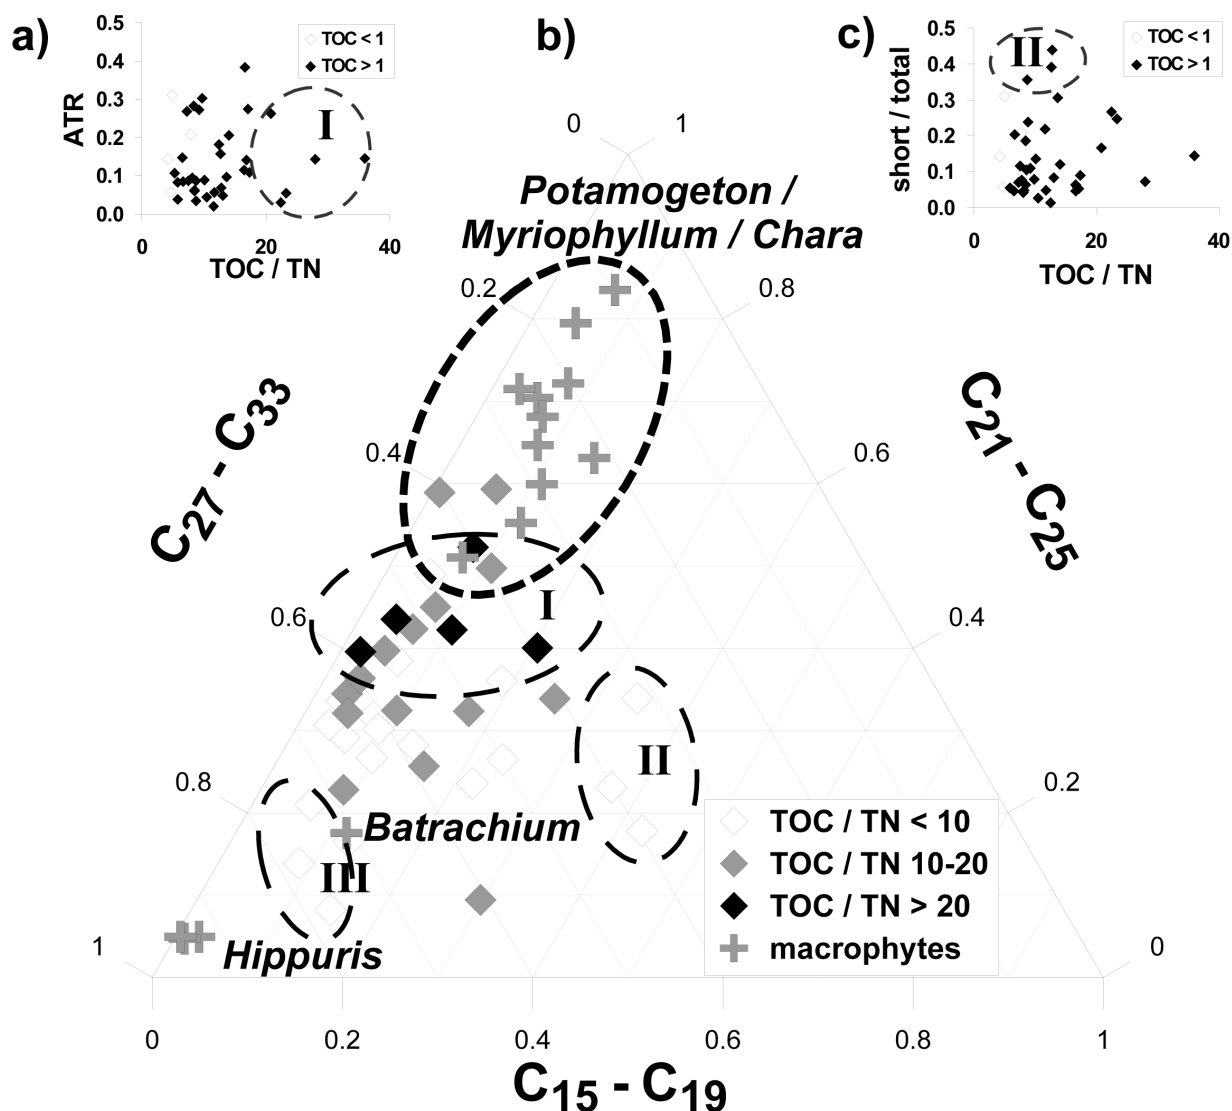 a)
0.5
0.4
0.3
0.2
0.1
0.0
ATR
0
20
40
TOC / TN
TOC < 1
TOC > 1
I
b)
c)
0.5
0.4
0.3
0.2
0.1
0.0
short / total
0
20
40
TOC / TN
TOC < 1
TOC > 1
II
0
1
Potamogeton /
Myriophyllum / Chara
0.2
0.8
C27 - C33
C21 - C25
0.4
0.6
0.6
0.4
I
0.8
0.2
II
Batrachium
III
Hippuris
1
0
TOC / TN < 10
TOC / TN 10-20
TOC / TN > 20
macrophytes
0
0.2
0.4
0.6
0.8
1
C15 - C19